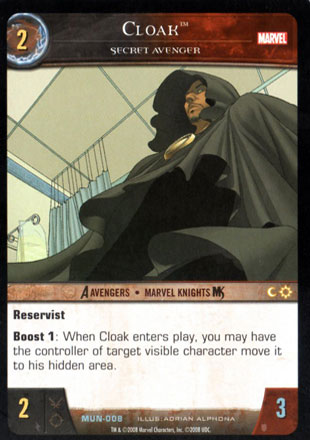 2
CLOAK™
SECRET AVENGER
MARVEL
AVENGERS • MARVEL KNIGHTS MK
Reservist
Boost 1: When Cloak enters play, you may have
the controller of target visible character move it
to his hidden area.
2
MUN-008
ILLUS. ADRIAN ALPHONA
3
TM & ©2008 Marvel Characters, Inc. ©2008 UDC.